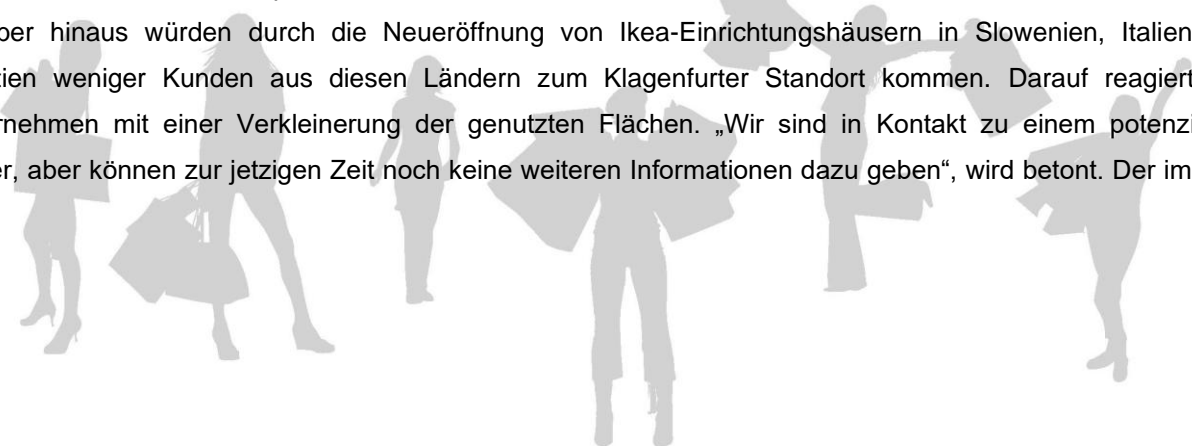 ber hinaus würden durch die Neueröffnung von Ikea-Einrichtungshäusern in Slowenien, Italien
tien weniger Kunden aus diesen Ländern zum Klagenfurter Standort kommen. Darauf reagiert
rnehmen mit einer Verkleinerung der genutzten Flächen. „Wir sind in Kontakt zu einem potenzi
er, aber können zur jetzigen Zeit noch keine weiteren Informationen dazu geben“, wird betont. Der im